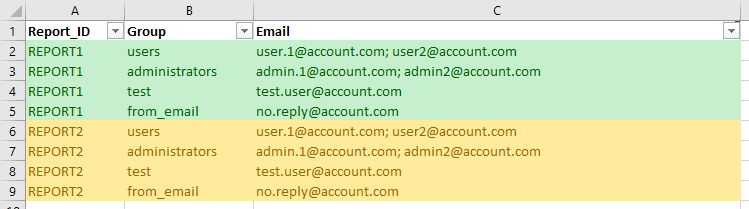 A B C
1 Report_ID Group Email
2 REPORT1 users user.1@account.com; user2@account.com
3 REPORT1 administrators admin.1@account.com; admin2@account.com
4 REPORT1 test test.user@account.com
5 REPORT1 from_email no.reply@account.com
6 REPORT2 users user.1@account.com; user2@account.com
7 REPORT2 administrators admin.1@account.com; admin2@account.com
8 REPORT2 test test.user@account.com
9 REPORT2 from_email no.reply@account.com